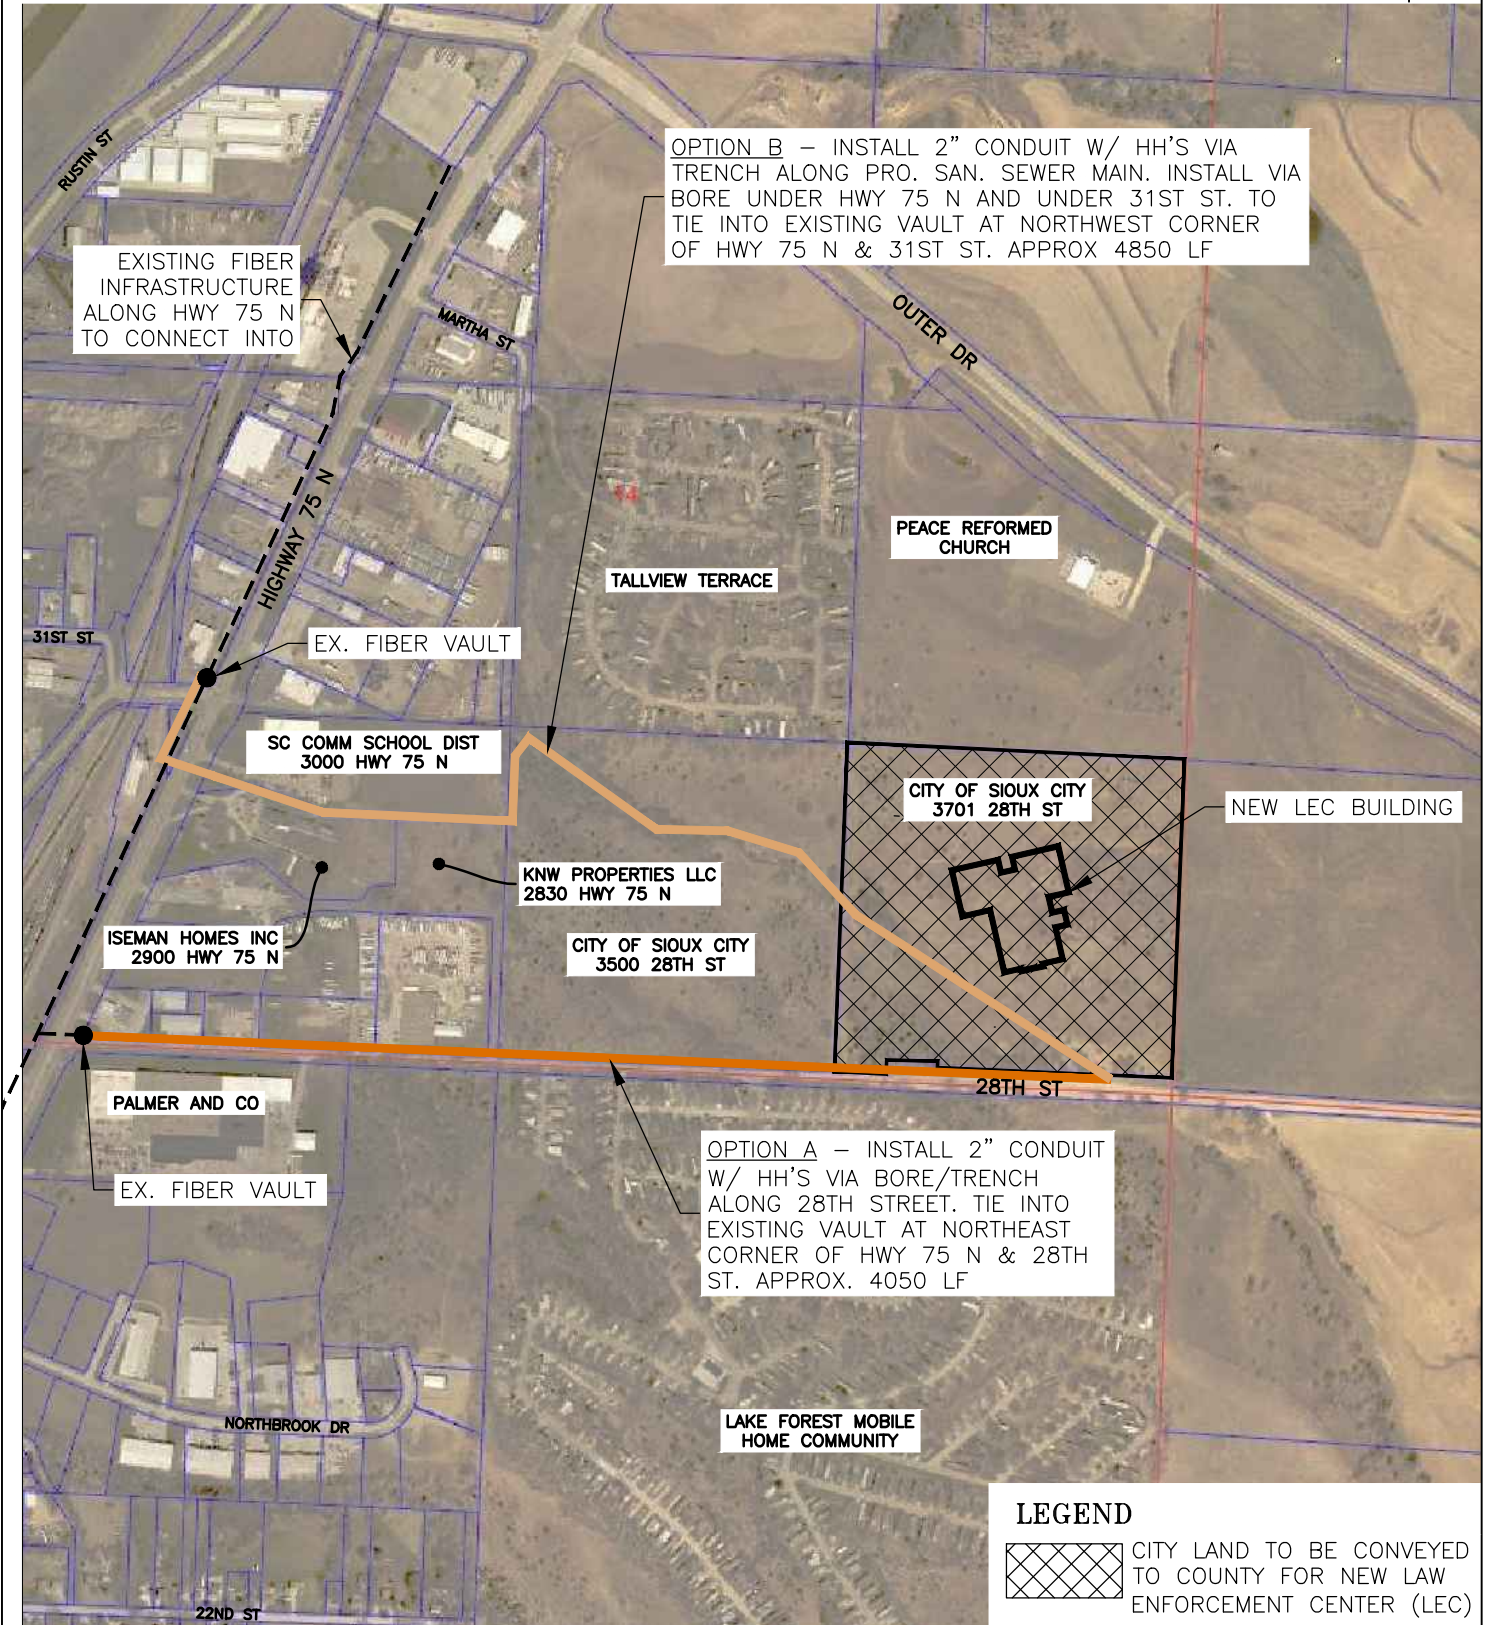 RUSTIN ST
OPTION B – INSTALL 2" CONDUIT W/ HH'S VIA
TRENCH ALONG PRO. SAN. SEWER MAIN. INSTALL VIA
BORE UNDER HWY 75 N AND UNDER 31ST ST. TO
TIE INTO EXISTING VAULT AT NORTHWEST CORNER
OF HWY 75 N & 31ST ST. APPROX 4850 LF
EXISTING FIBER
INFRASTRUCTURE
ALONG HWY 75 N
TO CONNECT INTO
MARTHA ST
OUTER DR
HIGHWAY 75 N
14
PEACE REFORMED
CHURCH
TALLVIEW TERRACE
31ST ST
EX. FIBER VAULT
SC COMM SCHOOL DIST
3000 HWY 75 N
CITY OF SIOUX CITY
3701 28TH ST
NEW LEC BUILDING
KNW PROPERTIES LLC
2830 HWY 75 N
ISEMAN HOMES INC
2900 HWY 75 N
CITY OF SIOUX CITY
3500 28TH ST
28TH ST
PALMER AND CO
EX. FIBER VAULT
OPTION A – INSTALL 2" CONDUIT
W/ HH'S VIA BORE/TRENCH
ALONG 28TH STREET. TIE INTO
EXISTING VAULT AT NORTHEAST
CORNER OF HWY 75 N & 28TH
ST. APPROX. 4050 LF
NORTHBROOK DR
LAKE FOREST MOBILE
HOME COMMUNITY
22ND ST
LEGEND
CITY LAND TO BE CONVEYED
TO COUNTY FOR NEW LAW
ENFORCEMENT CENTER (LEC)